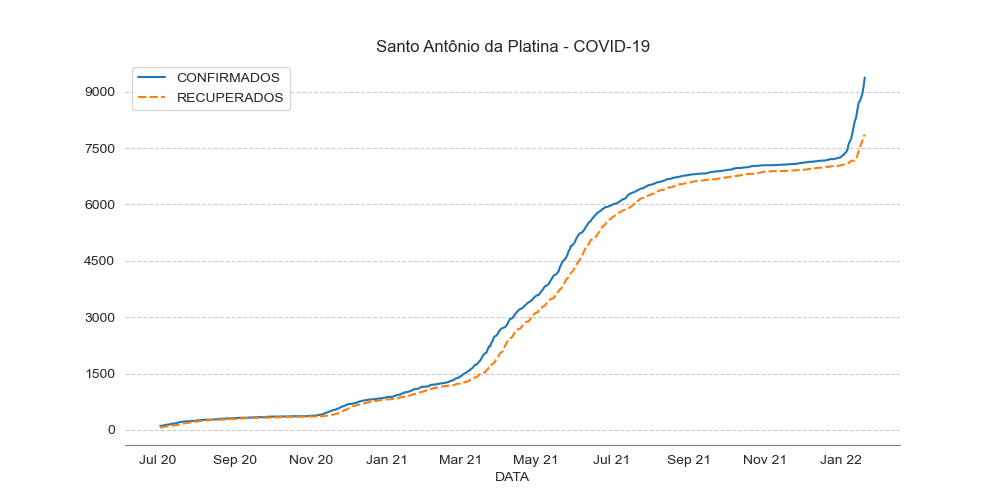 Santo Antônio da Platina - COVID-19
CONFIRMADOS
RECUPERADOS
9000
7500
6000
4500
3000
1500
0
Jul 20 Sep 20 Nov 20 Jan 21 Mar 21 May 21 Jul 21 Sep 21 Nov 21 Jan 22
DATA